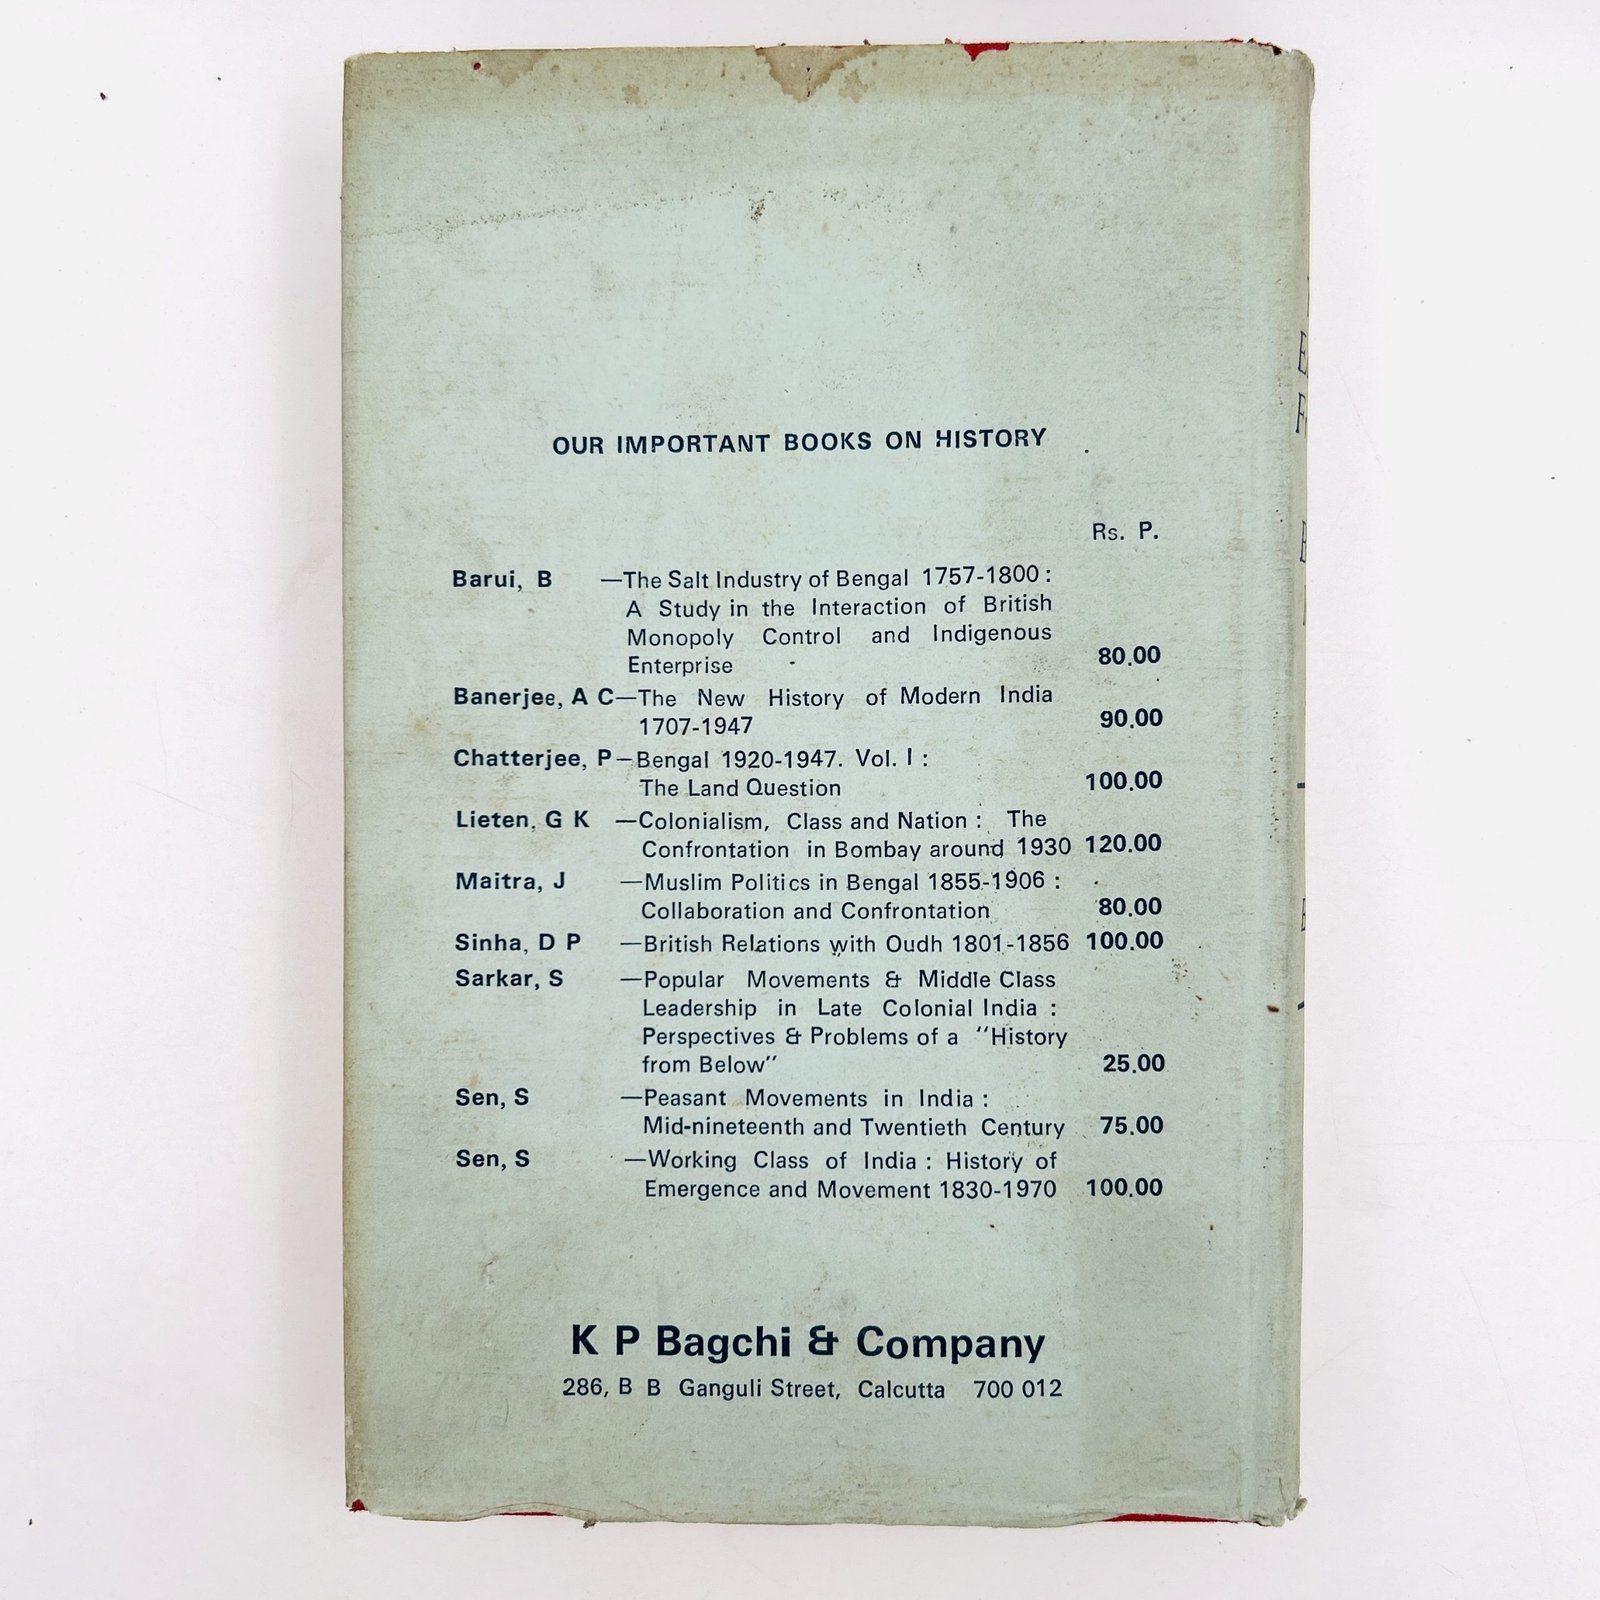 OUR IMPORTANT BOOKS ON HISTORY
Rs. P.
Barui, B —The Salt Industry of Bengal 1757-1800 :
A Study in the Interaction of British
Monopoly Control and Indigenous
Enterprise 80.00
Banerjee, A C—The New History of Modern India
1707-1947 90.00
Chatterjee, P—Bengal 1920-1947. Vol. I :
The Land Question 100.00
Lieten, G K —Colonialism, Class and Nation : The
Confrontation in Bombay around 1930 120.00
Maitra, J —Muslim Politics in Bengal 1855-1906 :
Collaboration and Confrontation 80.00
Sinha, D P —British Relations with Oudh 1801-1856 100.00
Sarkar, S —Popular Movements & Middle Class
Leadership in Late Colonial India :
Perspectives & Problems of a "History
from Below" 25.00
Sen, S —Peasant Movements in India :
Mid-nineteenth and Twentieth Century 75.00
Sen, S —Working Class of India : History of
Emergence and Movement 1830-1970 100.00
K P Bagchi & Company
286, B B Ganguli Street, Calcutta 700 012